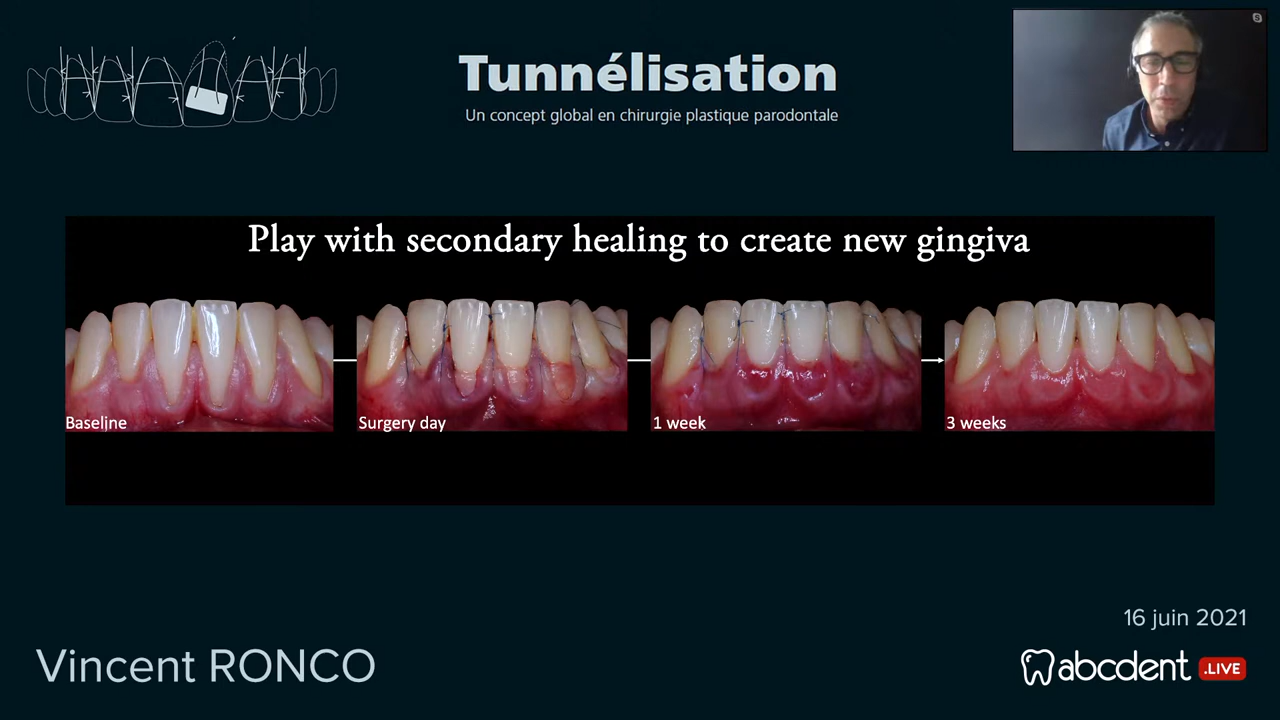 Tunnélisation
Un concept global en chirurgie plastique parodontale
Play with secondary healing to create new gingiva
Baseline
Surgery day
1 week
3 weeks
16 juin 2021
Vincent RONCO
abcdent .LIVE